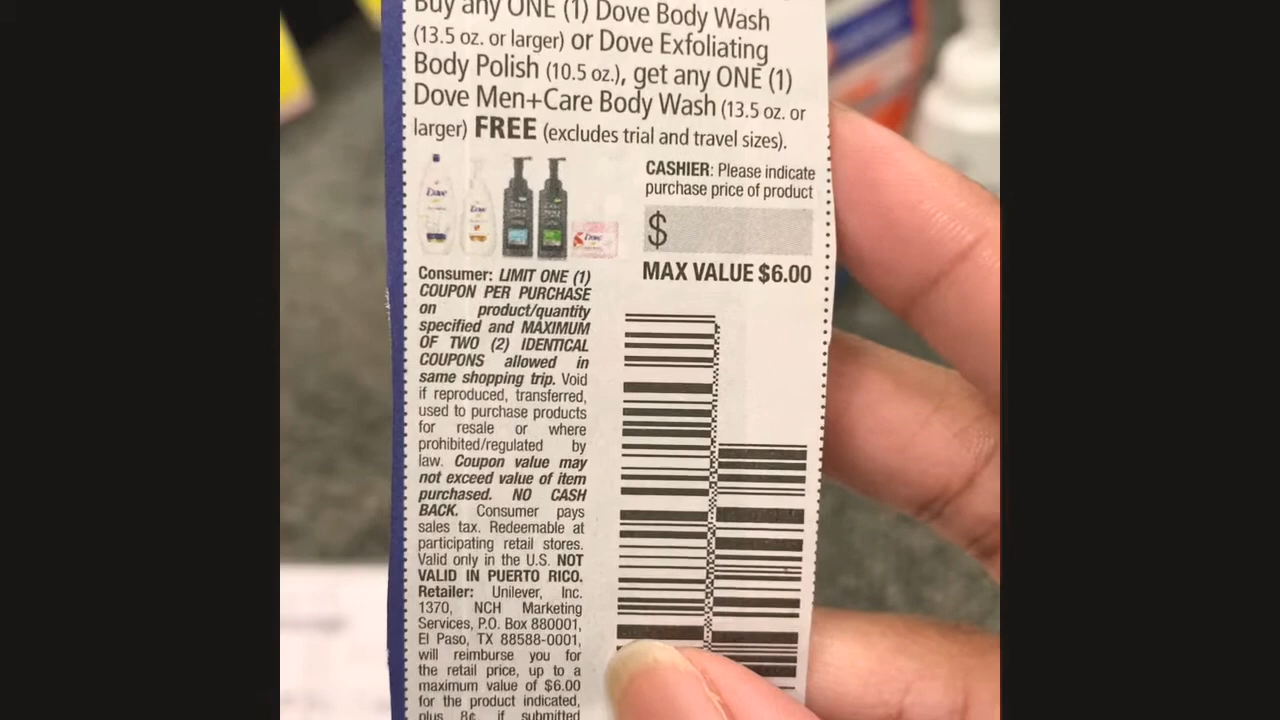 Buy any ONE (1) Dove Body Wash
(13.5 oz. or larger) or Dove Exfoliating
Body Polish (10.5 oz.), get any ONE (1)
Dove Men+Care Body Wash (13.5 oz. or
larger) FREE (excludes trial and travel sizes).
CASHIER: Please indicate
purchase price of product
$
MAX VALUE $6.00
Dove
Dove
Dove
Consumer: LIMIT ONE (1)
COUPON PER PURCHASE
on product/quantity
specified and MAXIMUM
OF TWO (2) IDENTICAL
COUPONS allowed in
same shopping trip. Void
if reproduced, transferred,
used to purchase products
for resale or where
prohibited/regulated by
law. Coupon value may
not exceed value of item
purchased. NO CASH
BACK. Consumer pays
sales tax. Redeemable at
participating retail stores.
Valid only in the U.S. NOT
VALID IN PUERTO RICO.
Retailer: Unilever, Inc.
1370, NCH Marketing
Services, P.O. Box 880001,
El Paso, TX 88588-0001,
will reimburse you for
the retail price, up to a
maximum value of $6.00
for the product indicated,
plus 8¢, if submitted